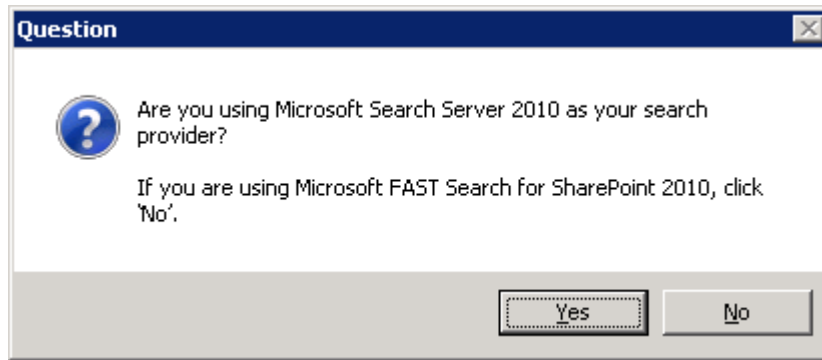 Question
Are you using Microsoft Search Server 2010 as your search
provider?
If you are using Microsoft FAST Search for SharePoint 2010, click
'No'.
Yes
No